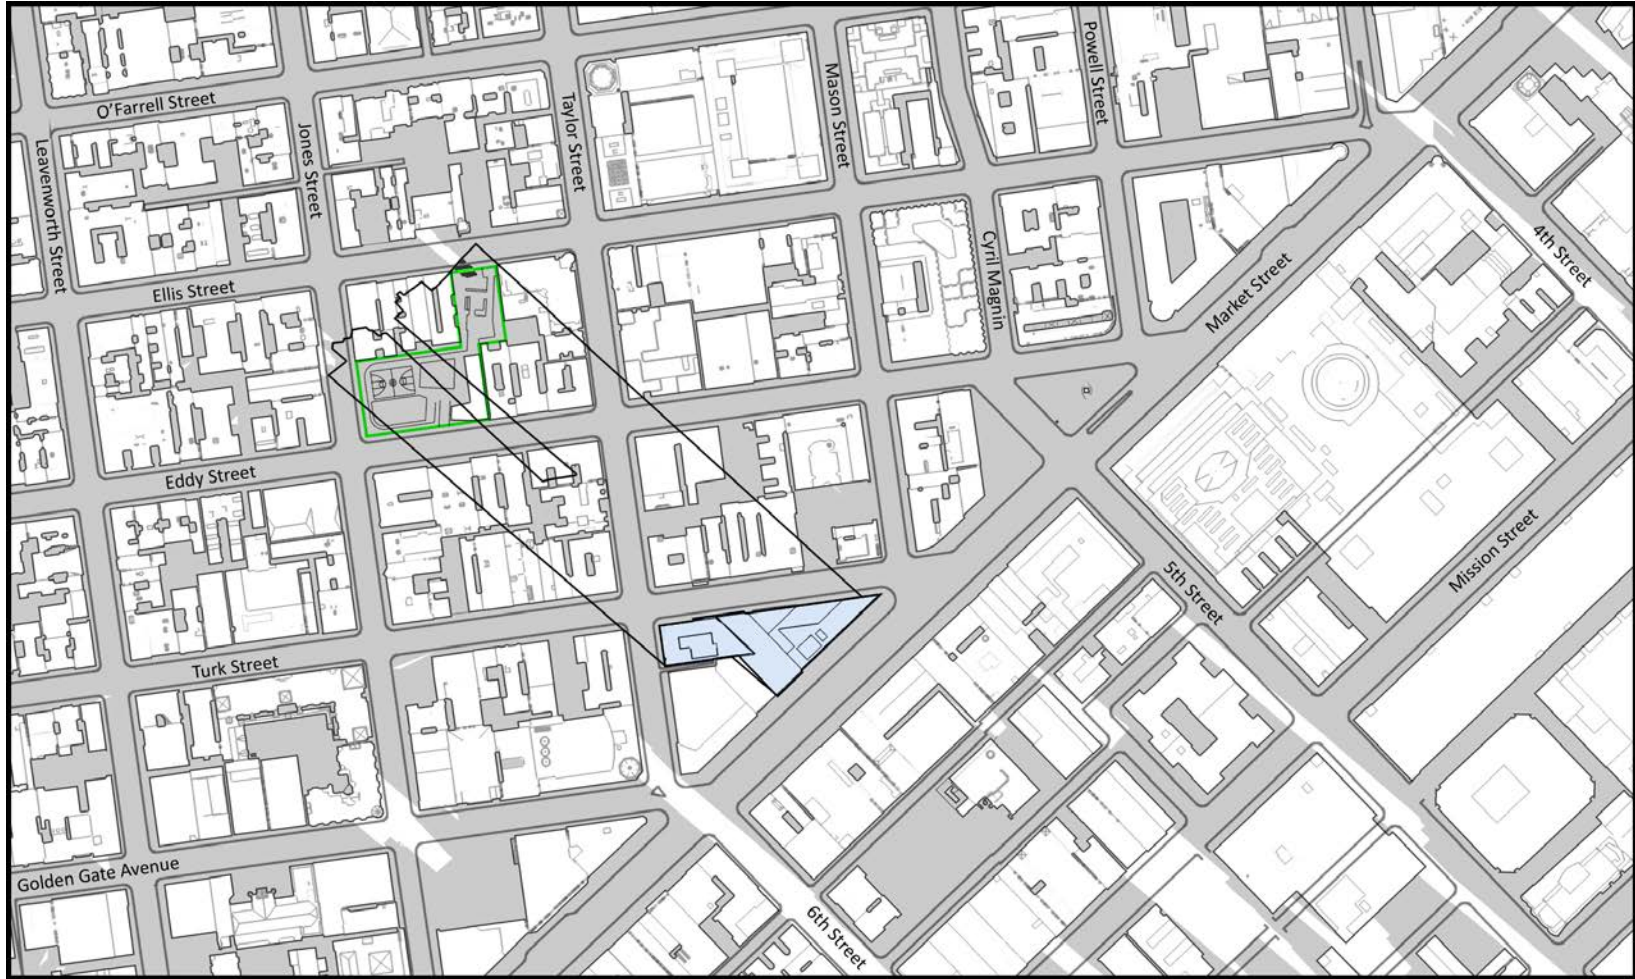 O'Farrell Street
Leavenworth Street
Jones Street
Taylor Street
Mason Street
Powell Street
4th Street
Ellis Street
Cyril Magnin
Market Street
Eddy Street
5th Street
Mission Street
Turk Street
Golden Gate Avenue
6th Street